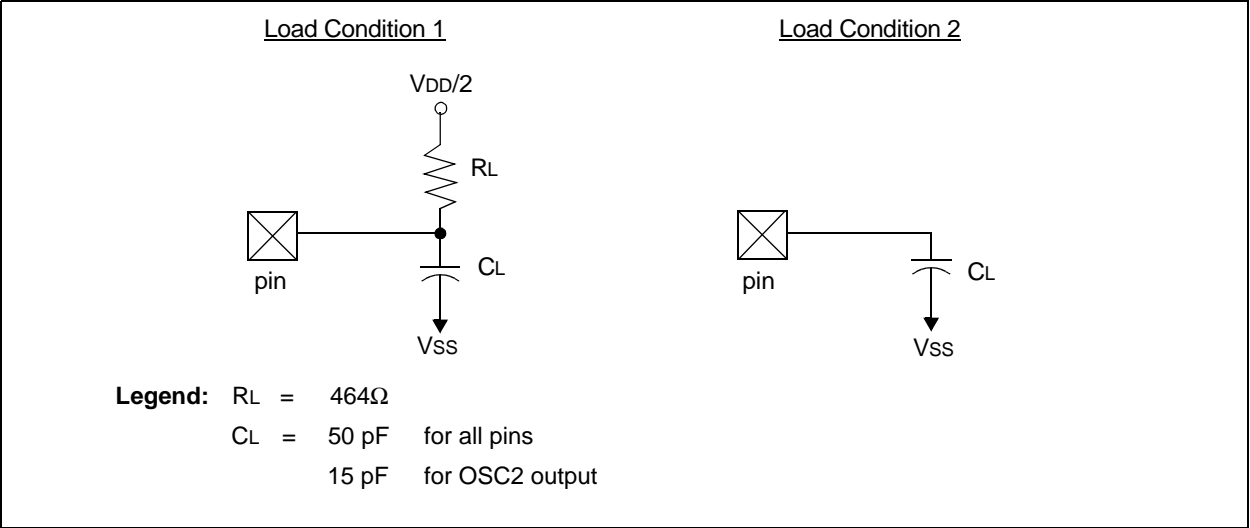 Load Condition 1
VDD/2
RL
pin
CL
VSS
Load Condition 2
pin
CL
VSS
Legend: RL = 464Ω
CL = 50 pF for all pins
15 pF for OSC2 output